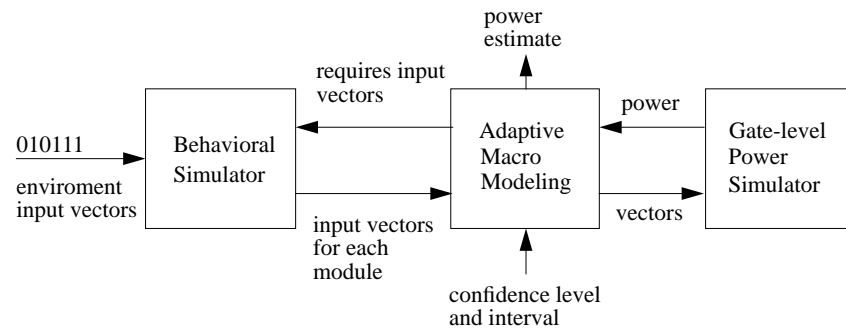 power
estimate
requires input
vectors
power
010111
Behavioral
Simulator
Adaptive
Macro
Modeling
Gate-level
Power
Simulator
enviroment
input vectors
input vectors
for each
module
vectors
confidence level
and interval